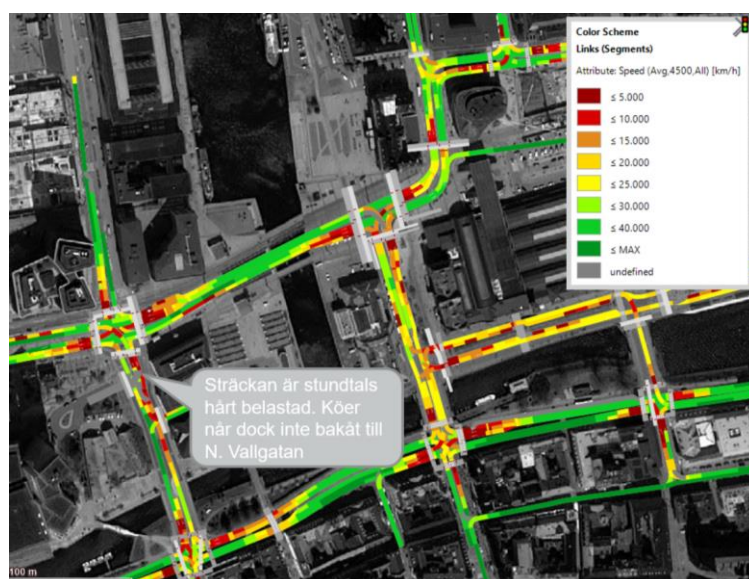 Color Scheme
Links (Segments)
Attribute: Speed (Avg,4500,All) [km/h]
≤ 5.000
≤ 10.000
≤ 15.000
≤ 20.000
≤ 25.000
≤ 30.000
≤ 40.000
≤ MAX
undefined
Sträckan är stundtals
hårt belastad. Köer
når dock inte bakåt till
N. Vallgatan
100 m